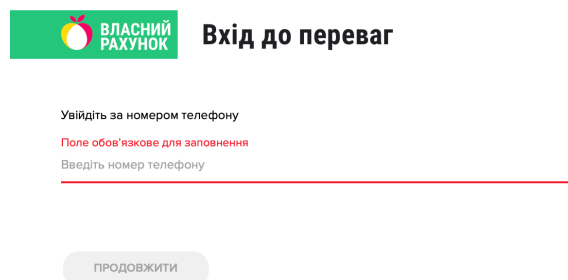 ВЛАСНИЙ
РАХУНОК
Вхід до переваг
Увійдіть за номером телефону
Поле обов'язкове для заповнення
Введіть номер телефону
ПРОДОВЖИТИ